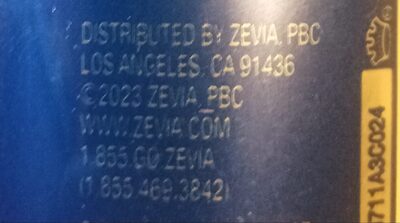 DISTRIBUTED BY ZEVIA, PBC
LOS ANGELES, CA 91436
©2023 ZEVIA, PBC
WWW.ZEVIA.COM
1.855.GO ZEVIA
(1.855.469.3842)
711A3C024